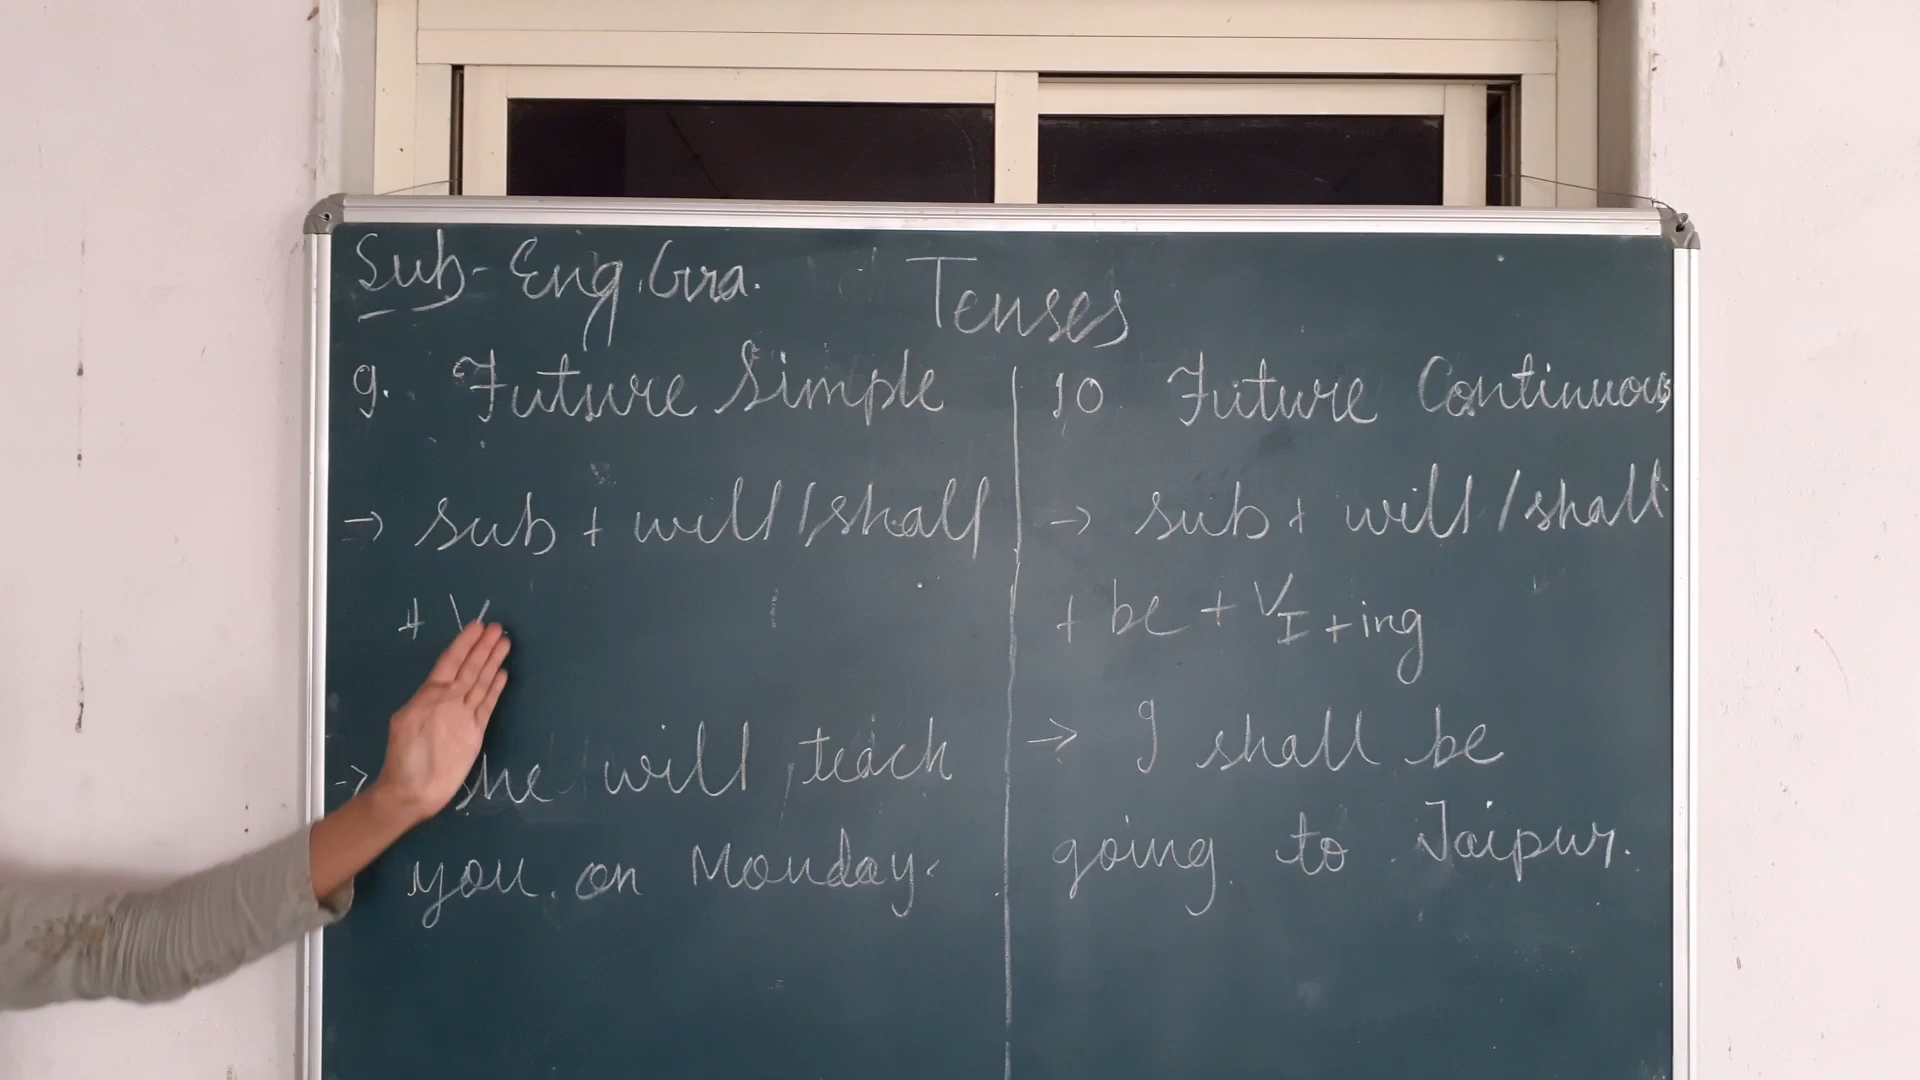 Sub- Eng. Gra.
Tenses
9. Future Simple
→ sub + will/shall
+ V
→ she will teach
you on Monday.
10 Future Continuous
→ sub + will/shall
+ be + VI + ing
→ I shall be
going to Jaipur.